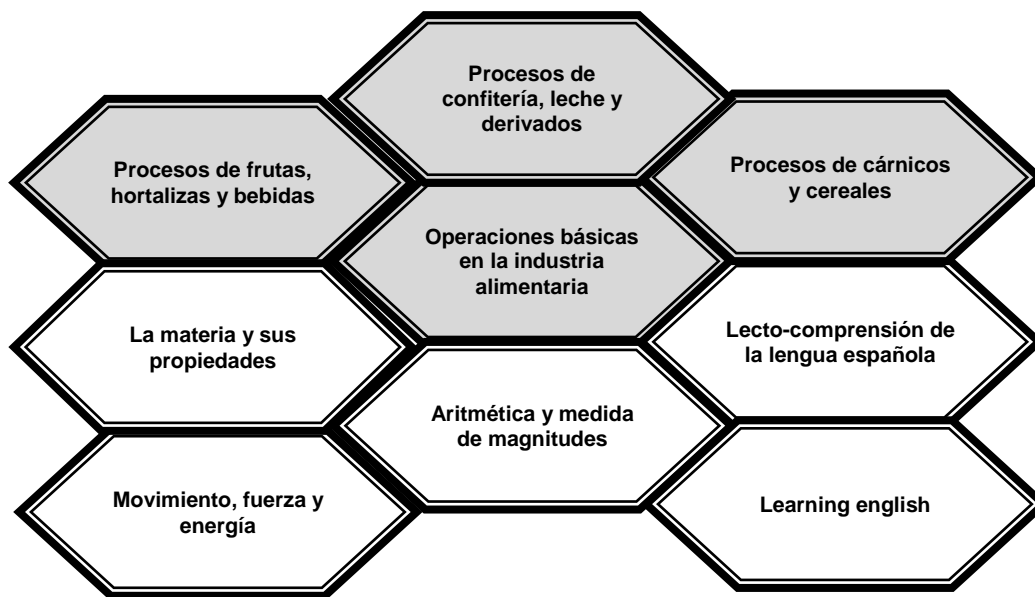 Procesos de
confitería, leche y
derivados
Procesos de frutas,
hortalizas y bebidas
Procesos de cárnicos
y cereales
Operaciones básicas
en la industria
alimentaria
La materia y sus
propiedades
Lecto-comprensión de
la lengua española
Aritmética y medida
de magnitudes
Movimiento, fuerza y
energía
Learning english